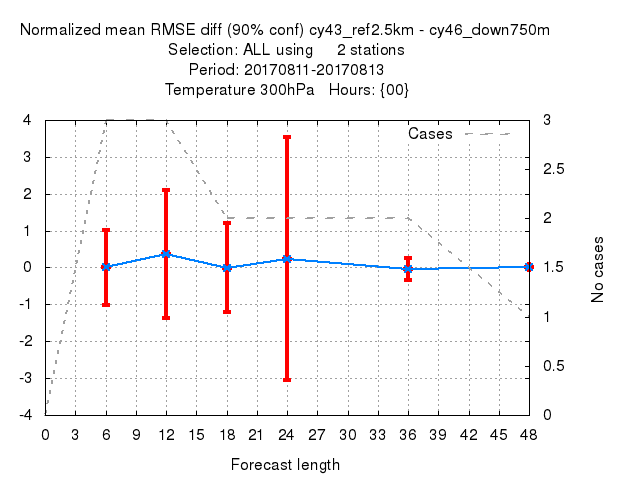 Normalized mean RMSE diff (90% conf) cy43_ref2.5km - cy46_down750m
Selection: ALL using 2 stations
Period: 20170811-20170813
Temperature 300hPa Hours: {00}
Cases
4
3
2
1
0
-1
-2
-3
-4
3
2.5
2
1.5
1
0.5
0
No cases
0 3 6 9 12 15 18 21 24 27 30 33 36 39 42 45 48
Forecast length